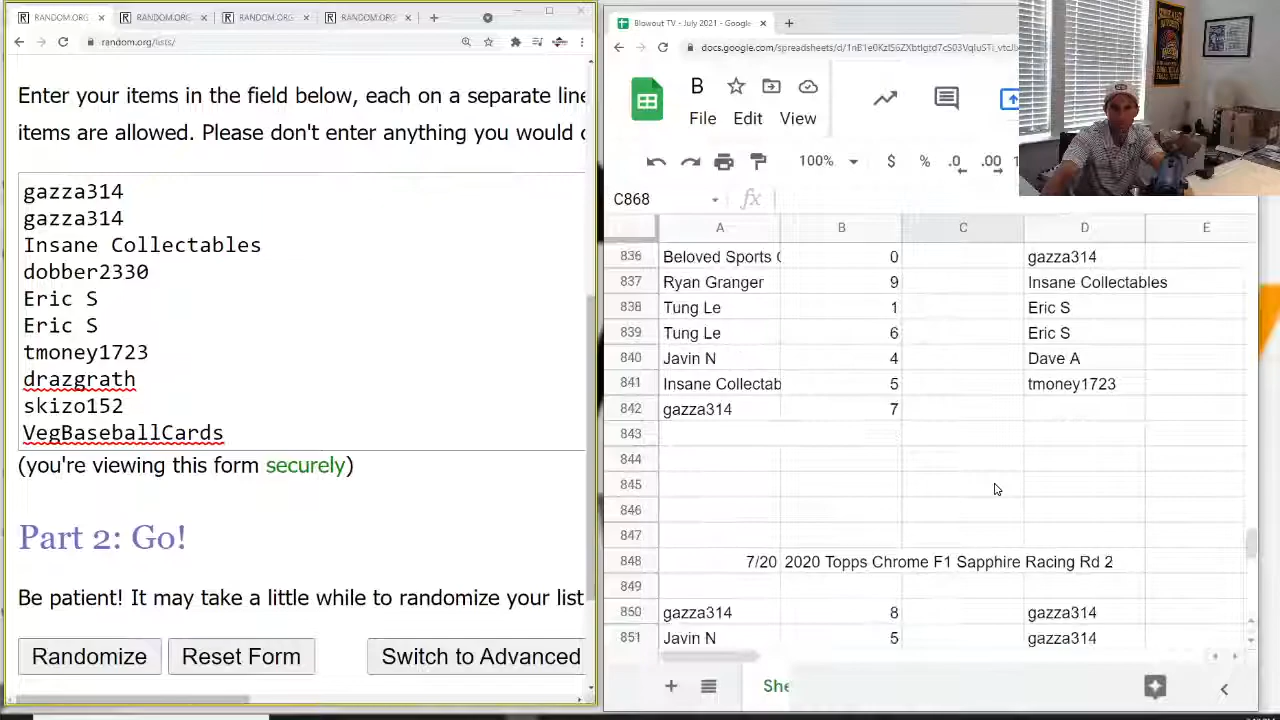 RANDOM.ORG
RANDOM.ORG
RANDOM.ORG
RANDOM.ORG
random.org/lists/
Enter your items in the field below, each on a separate line
items are allowed. Please don't enter anything you would
gazza314
gazza314
Insane Collectables
dobber2330
Eric S
Eric S
tmoney1723
drazgrath
skizo152
VegBaseballCards
(you're viewing this form securely)
Part 2: Go!
Be patient! It may take a little while to randomize your list
Randomize Reset Form Switch to Advanced
Blowout TV - July 2021 - Google
B
File Edit View
100% $ % .0 .00
C868 fx
A B C D E
836 Beloved Sports 0 gazza314
837 Ryan Granger 9 Insane Collectables
838 Tung Le 1 Eric S
839 Tung Le 6 Eric S
840 Javin N 4 Dave A
841 Insane Collectab 5 tmoney1723
842 gazza314 7
843
844
845
846
847
848 7/20 2020 Topps Chrome F1 Sapphire Racing Rd 2
849
850 gazza314 8 gazza314
851 Javin N 5 gazza314
She